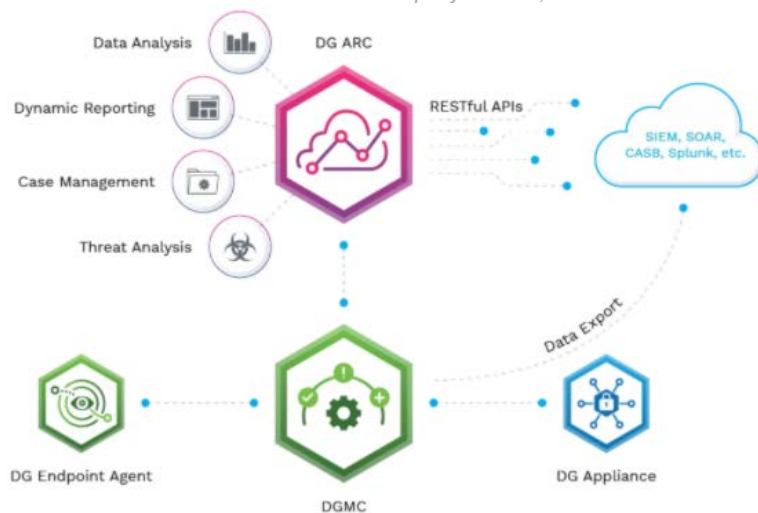 Data Analysis
DG ARC
Dynamic Reporting
RESTful APIs
SIEM, SOAR,
CASB, Splunk, etc.
Case Management
Threat Analysis
Data Export
DG Endpoint Agent
DGMC
DG Appliance